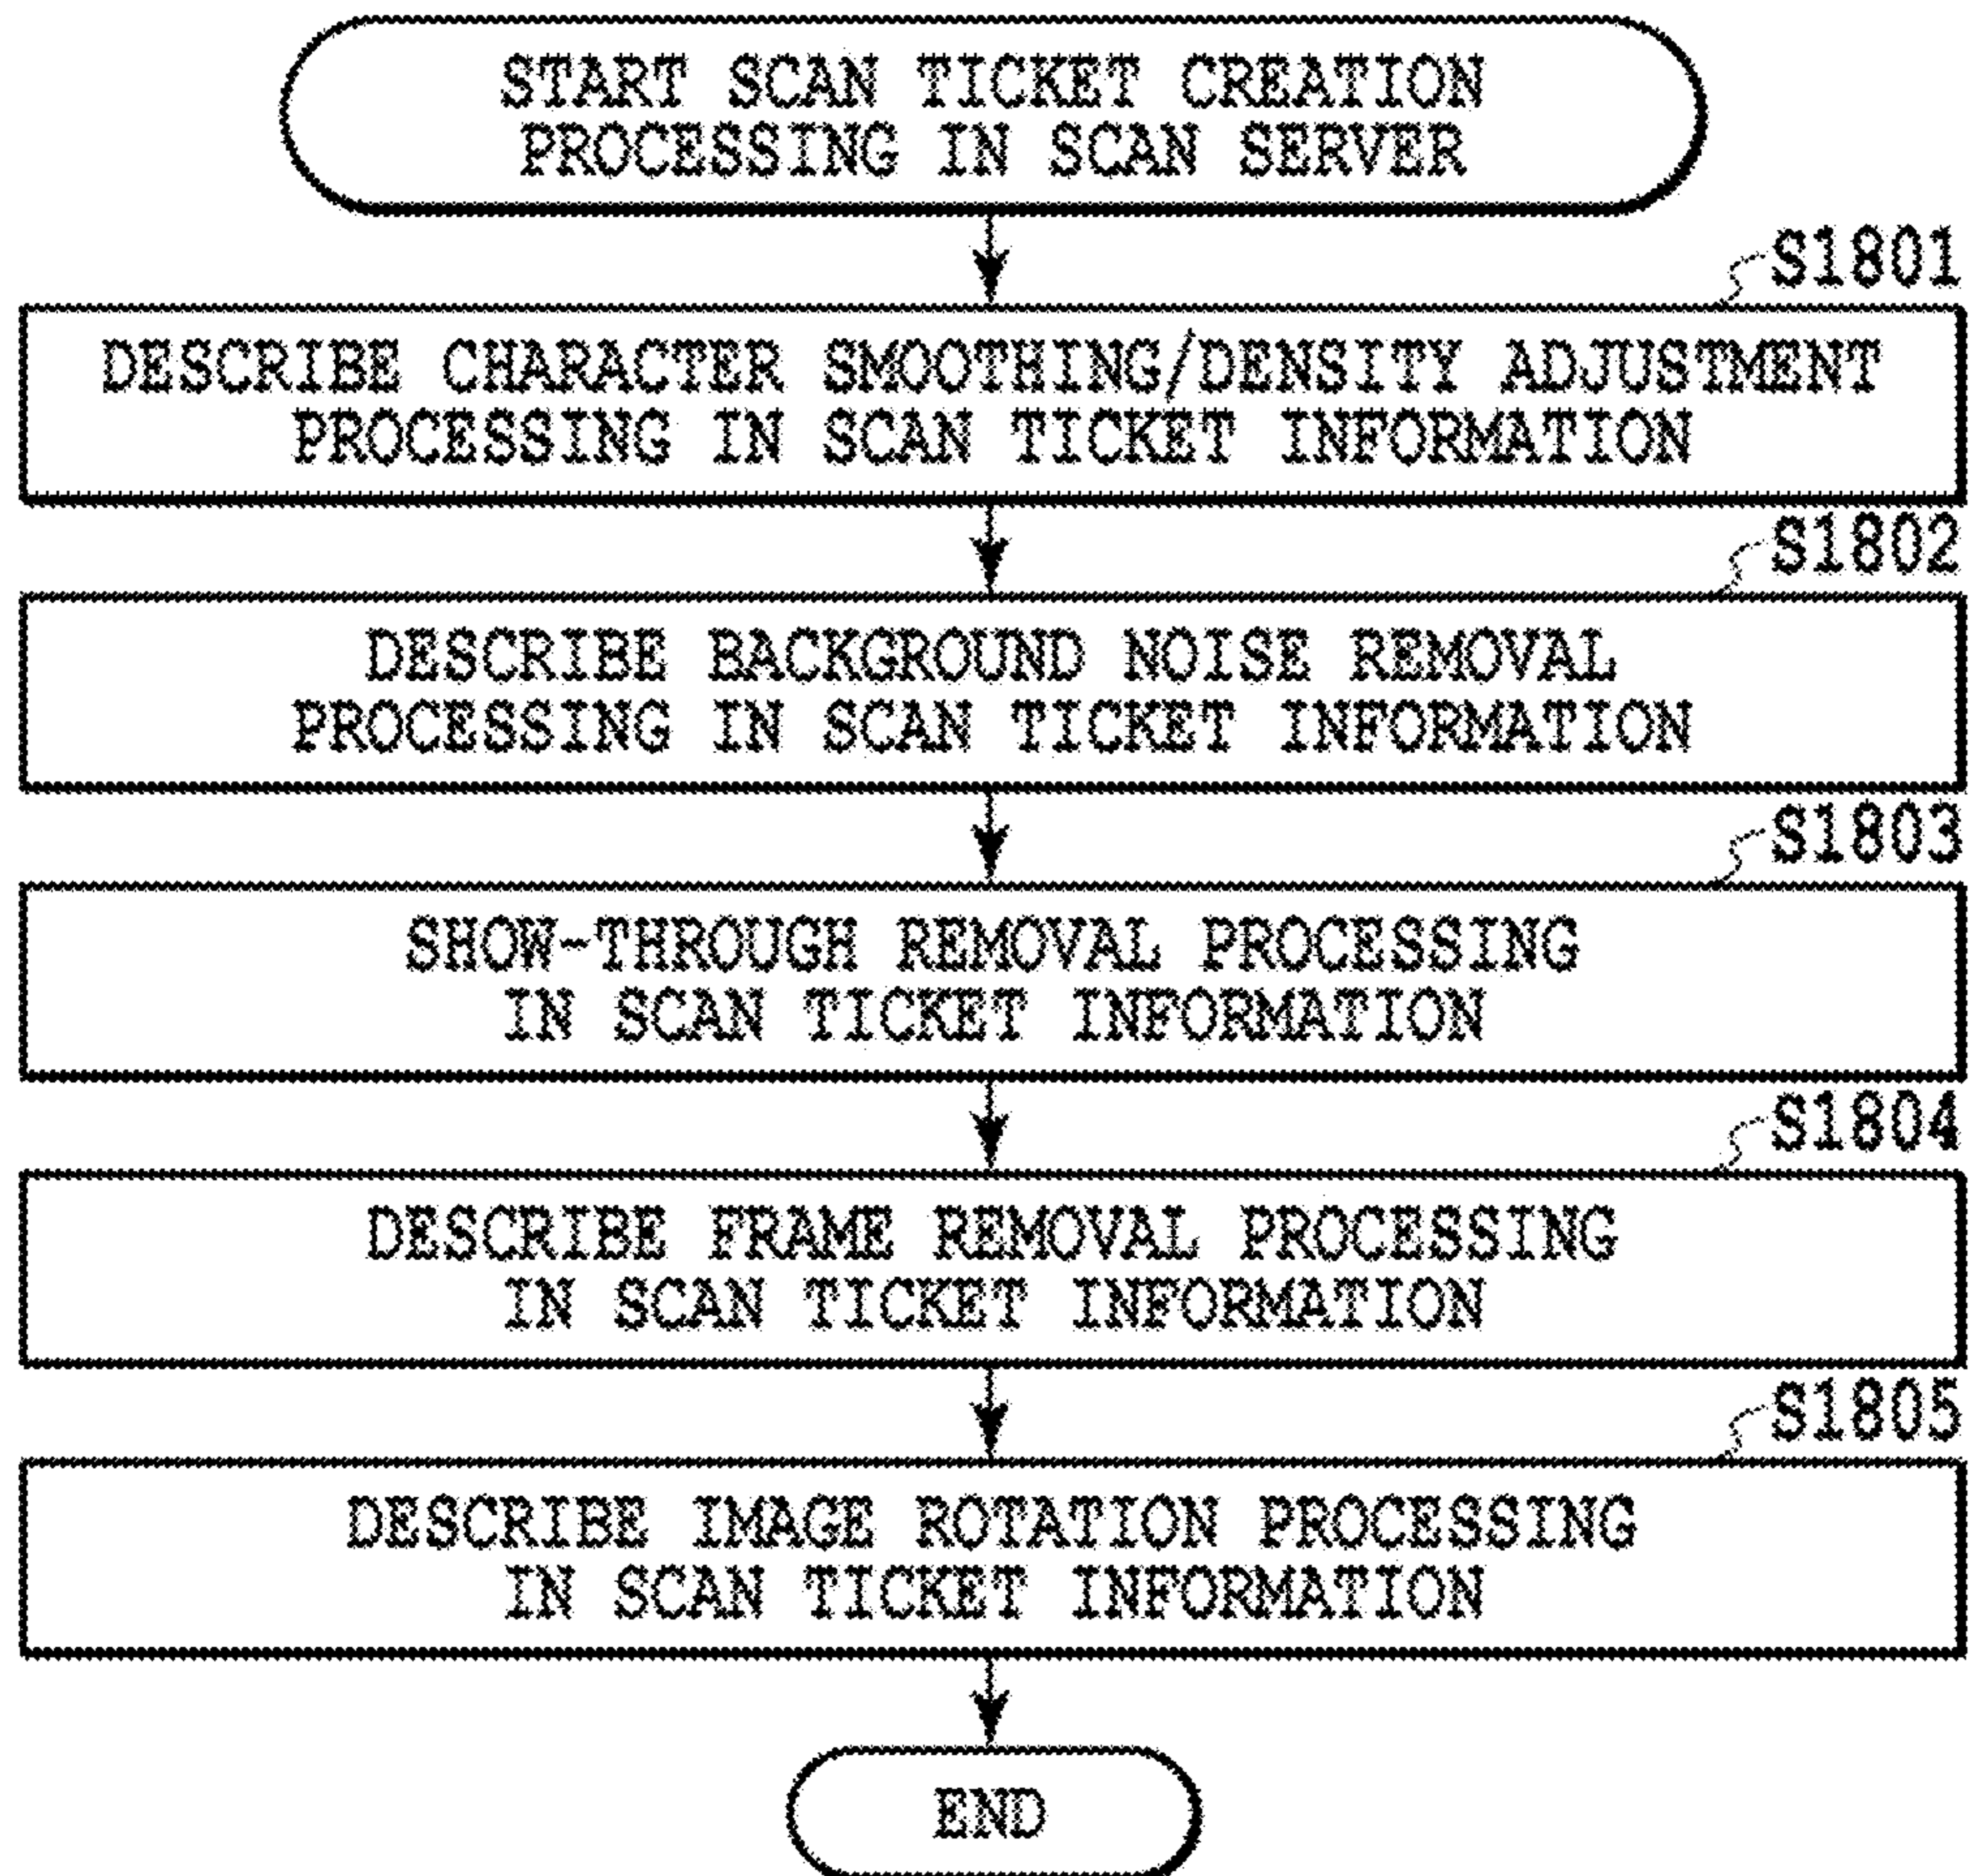 START SCAN TICKET CREATION
PROCESSING IN SCAN SERVER
S1801
DESCRIBE CHARACTER SMOOTHING/DENSITY ADJUSTMENT
PROCESSING IN SCAN TICKET INFORMATION
S1802
DESCRIBE BACKGROUND NOISE REMOVAL
PROCESSING IN SCAN TICKET INFORMATION
S1803
SHOW-THROUGH REMOVAL PROCESSING
IN SCAN TICKET INFORMATION
S1804
DESCRIBE FRAME REMOVAL PROCESSING
IN SCAN TICKET INFORMATION
S1805
DESCRIBE IMAGE ROTATION PROCESSING
IN SCAN TICKET INFORMATION
END